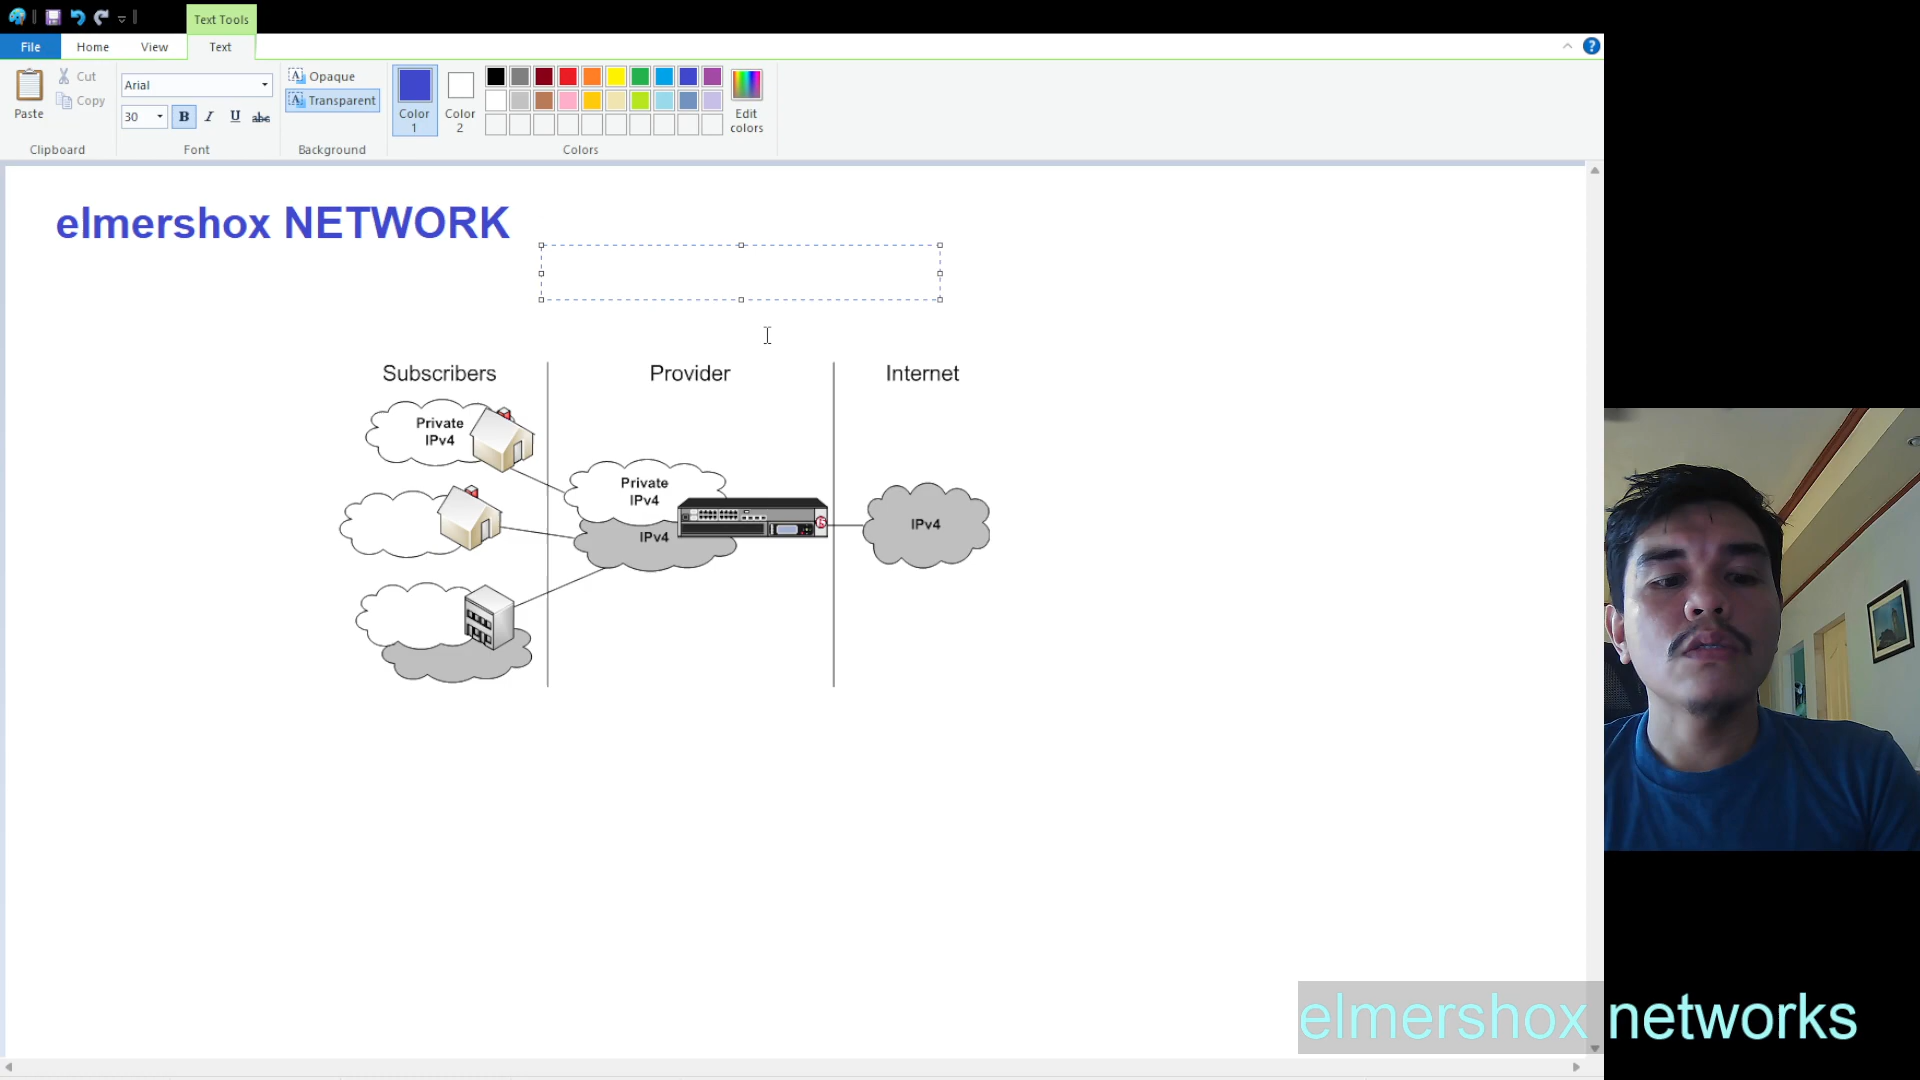 Text Tools
File
Home
View
Text
?
Paste
Cut
Copy
Clipboard
Arial
30
B
I
U
abc
Font
A
Opaque
A
Transparent
Background
Color
1
Color
2
Edit
colors
Colors
elmershox NETWORK
Subscribers
Provider
Internet
Private
IPv4
Private
IPv4
IPv4
IPv4
elmershox networks